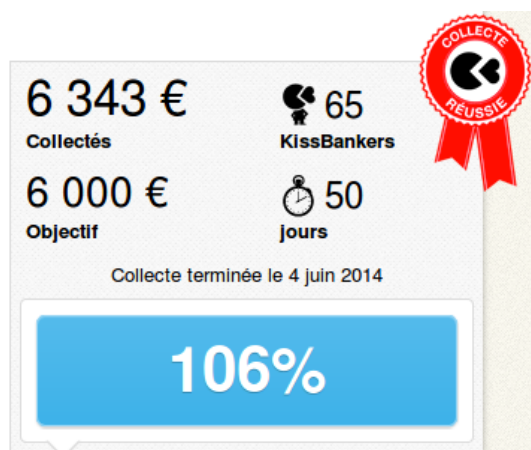 COLLECTE
RÉUSSIE
6 343 €
65
Collectés
KissBankers
6 000 €
50
Objectif
jours
Collecte terminée le 4 juin 2014
106%